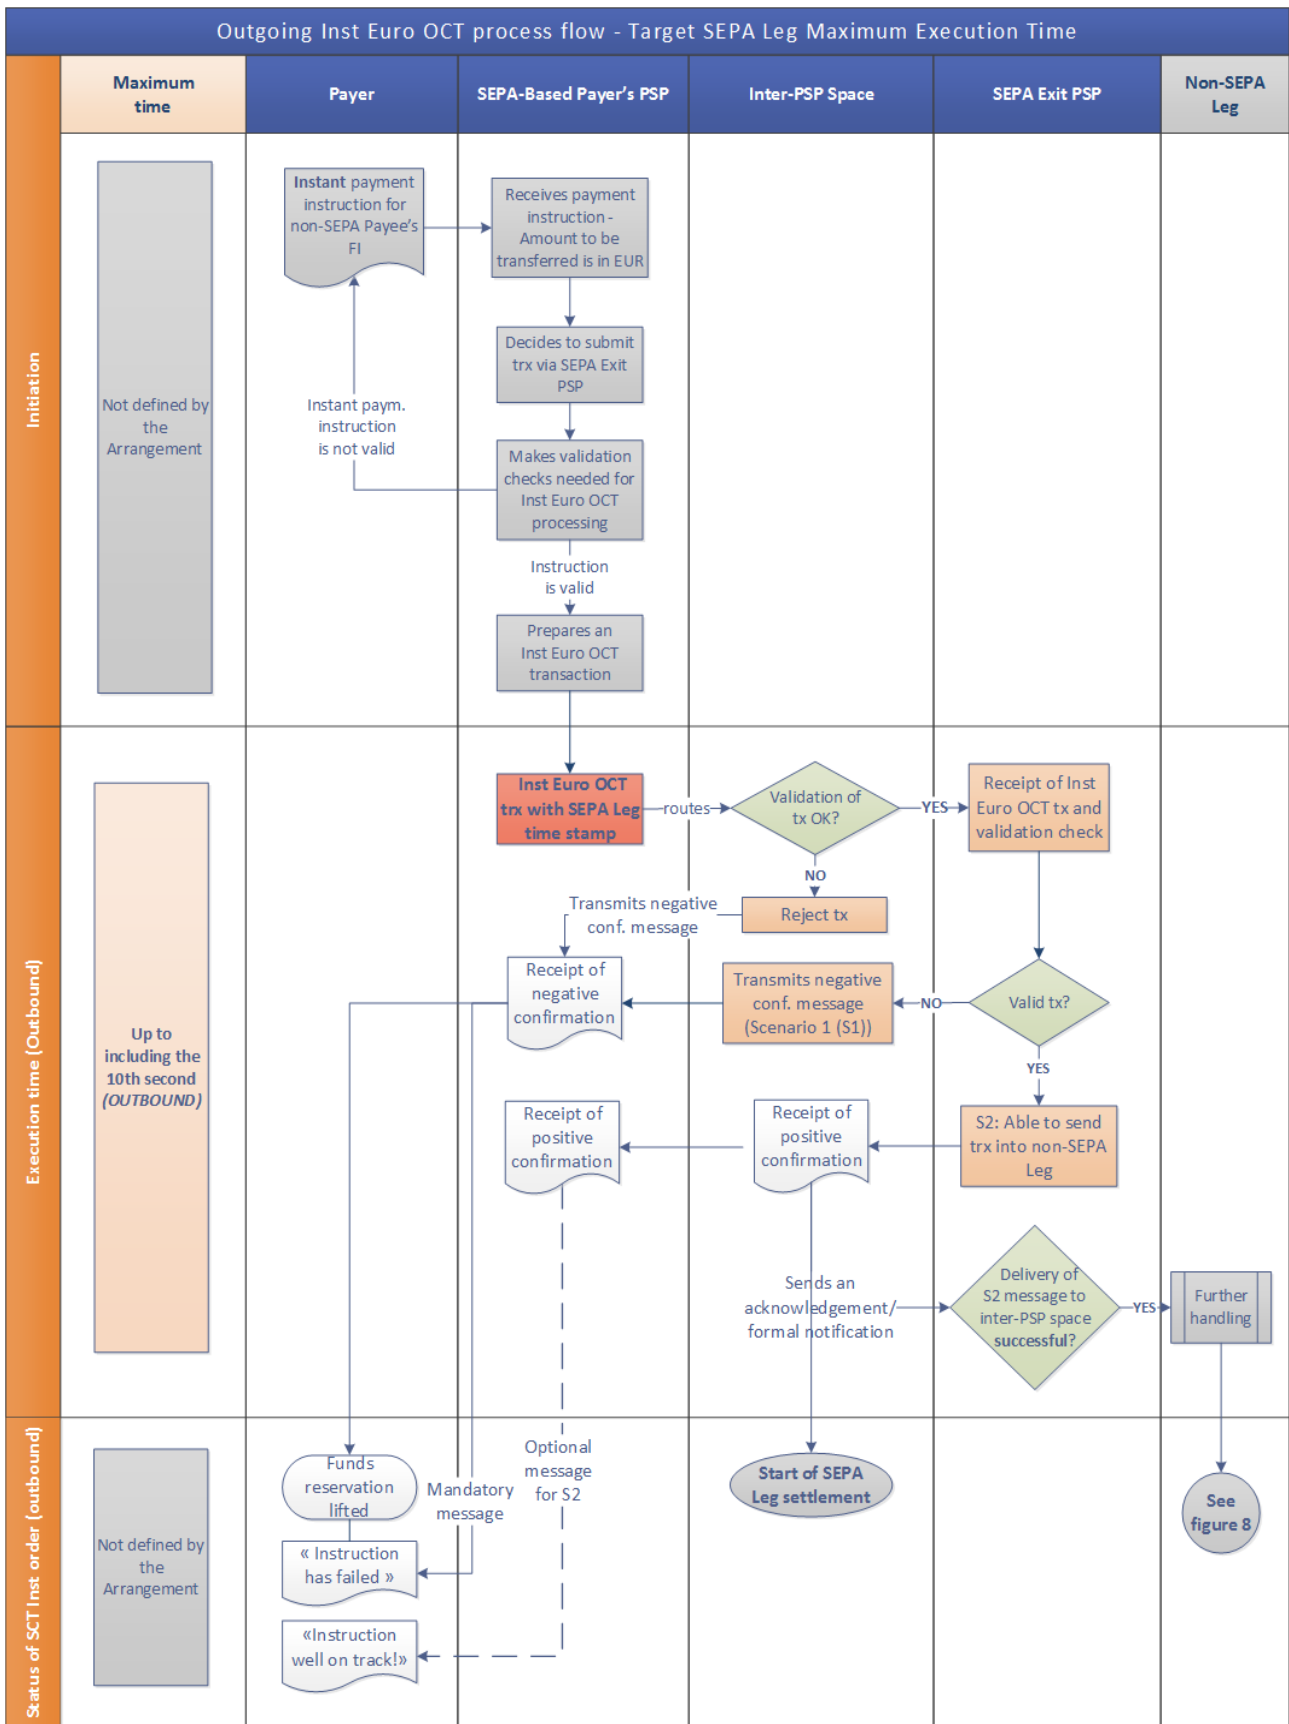 Outgoing Inst Euro OCT process flow - Target SEPA Leg Maximum Execution Time
Maximum
time
Payer
SEPA-Based Payer's PSP
Inter-PSP Space
SEPA Exit PSP
Non-SEPA
Leg
Initiation
Not defined by
the
Arrangement
Instant payment
instruction for
non-SEPA Payee's
FI
Receives payment
instruction -
Amount to be
transferred is in EUR
Decides to submit
trx via SEPA Exit
PSP
Instant paym.
instruction
is not valid
Makes validation
checks needed for
Inst Euro OCT
processing
Instruction
is valid
Prepares an
Inst Euro OCT
transaction
Execution time (Outbound)
Up to
including the
10th second
(OUTBOUND)
Inst Euro OCT
trx with SEPA Leg
time stamp
routes
Validation of
tx OK?
YES
Receipt of Inst
Euro OCT tx and
validation check
NO
Reject tx
Transmits negative
conf. message
Receipt of
negative
confirmation
Transmits negative
conf. message
(Scenario 1 (S1))
NO
Valid tx?
YES
Receipt of
positive
confirmation
Receipt of
positive
confirmation
S2: Able to send
trx into non-SEPA
Leg
Sends an
acknowledgement/
formal notification
Delivery of
S2 message to
inter-PSP space
successful?
YES
Further
handling
Status of SCT Inst order (outbound)
Not defined by
the
Arrangement
Funds
reservation
lifted
Mandatory
message
Optional
message
for S2
Start of SEPA
Leg settlement
See
figure 8
« Instruction
has failed »
«Instruction
well on track!»